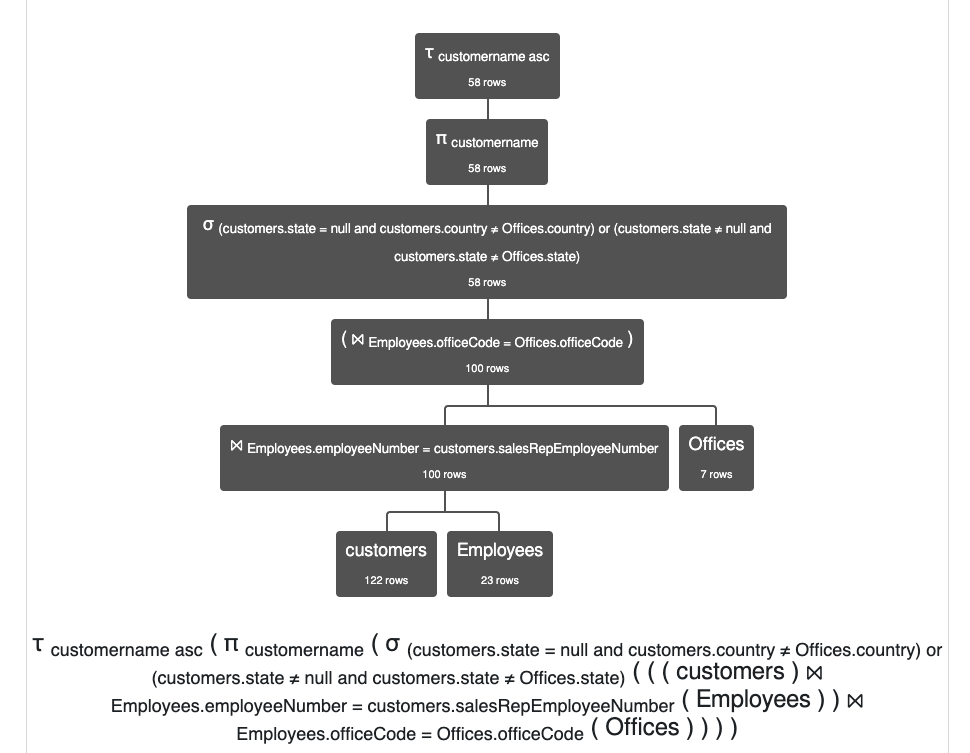 τ customername asc
58 rows
π customername
58 rows
σ (customers.state = null and customers.country ≠ Offices.country) or (customers.state ≠ null and
customers.state ≠ Offices.state)
58 rows
( ⋈ Employees.officeCode = Offices.officeCode )
100 rows
⋈ Employees.employeeNumber = customers.salesRepEmployeeNumber
100 rows
Offices
7 rows
customers
122 rows
Employees
23 rows
τ customername asc ( π customername ( σ (customers.state = null and customers.country ≠ Offices.country) or
(customers.state ≠ null and customers.state ≠ Offices.state) ( ( ( customers ) ⋈
Employees.employeeNumber = customers.salesRepEmployeeNumber ( Employees ) ) ⋈
Employees.officeCode = Offices.officeCode ( Offices ) ) ) )